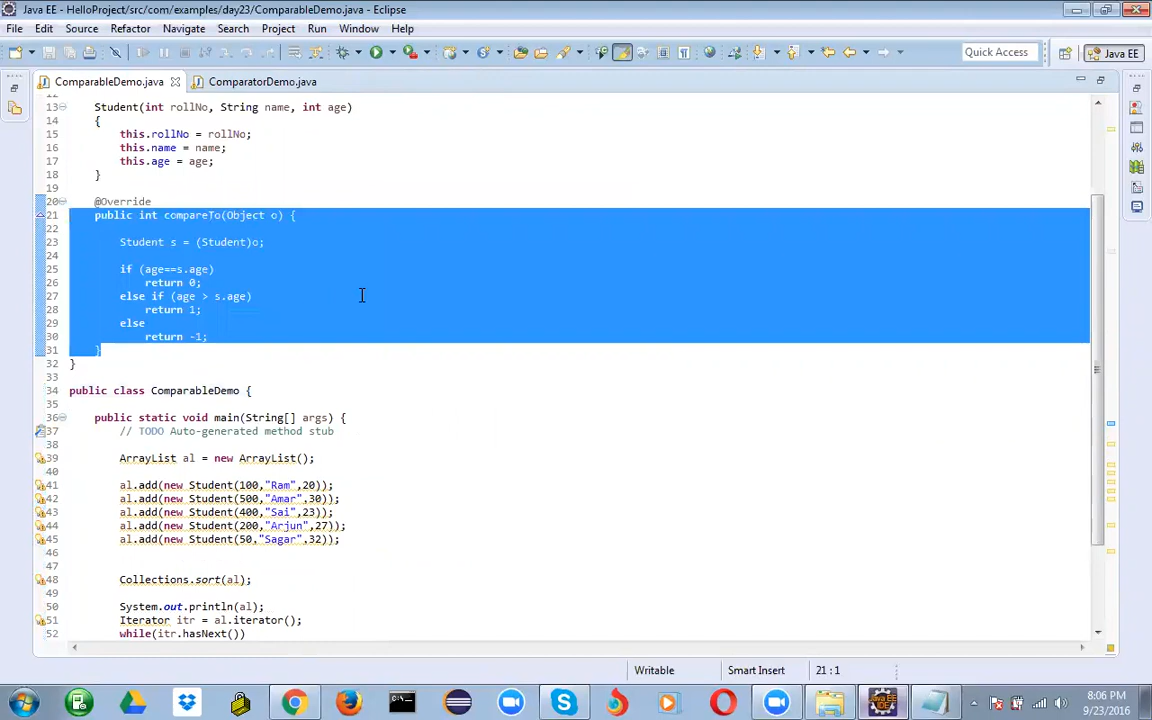 Java EE - HelloProject/src/com/examples/day23/ComparableDemo.java - Eclipse
File Edit Source Refactor Navigate Search Project Run Window Help
Quick Access
Java EE
ComparableDemo.java
ComparatorDemo.java
12
13 Student(int rollNo, String name, int age)
14 {
15 this.rollNo = rollNo;
16 this.name = name;
17 this.age = age;
18 }
19
20 @Override
21 public int compareTo(Object o) {
22
23 Student s = (Student)o;
24
25 if (age==s.age)
26 return 0;
27 else if (age > s.age)
28 return 1;
29 else
30 return -1;
31 }
32 }
33
34 public class ComparableDemo {
35
36 public static void main(String[] args) {
37 // TODO Auto-generated method stub
38
39 ArrayList al = new ArrayList();
40
41 al.add(new Student(100,"Ram",20));
42 al.add(new Student(500,"Amar",30));
43 al.add(new Student(400,"Sai",23));
44 al.add(new Student(200,"Arjun",27));
45 al.add(new Student(50,"Sagar",32));
46
47
48 Collections.sort(al);
49
50 System.out.println(al);
51 Iterator itr = al.iterator();
52 while(itr.hasNext())
Writable
Smart Insert
21 : 1
8:06 PM
9/23/2016